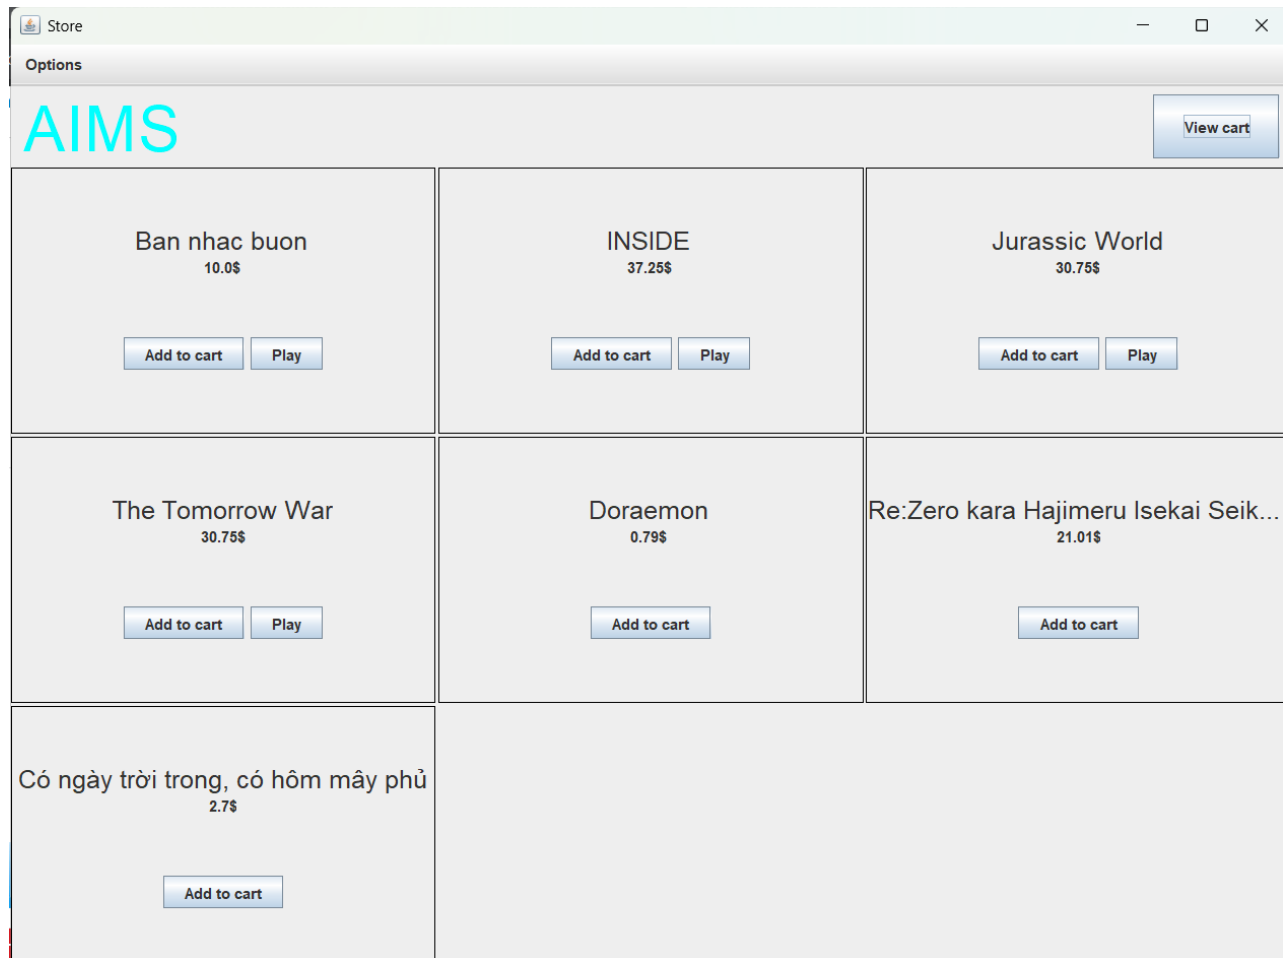 Store
Options
AIMS
View cart
Ban nhac buon
10.0$
Add to cart
Play
INSIDE
37.25$
Add to cart
Play
Jurassic World
30.75$
Add to cart
Play
The Tomorrow War
30.75$
Add to cart
Play
Doraemon
0.79$
Add to cart
Re:Zero kara Hajimeru Isekai Seik...
21.01$
Add to cart
Có ngày trời trong, có hôm mây phủ
2.7$
Add to cart